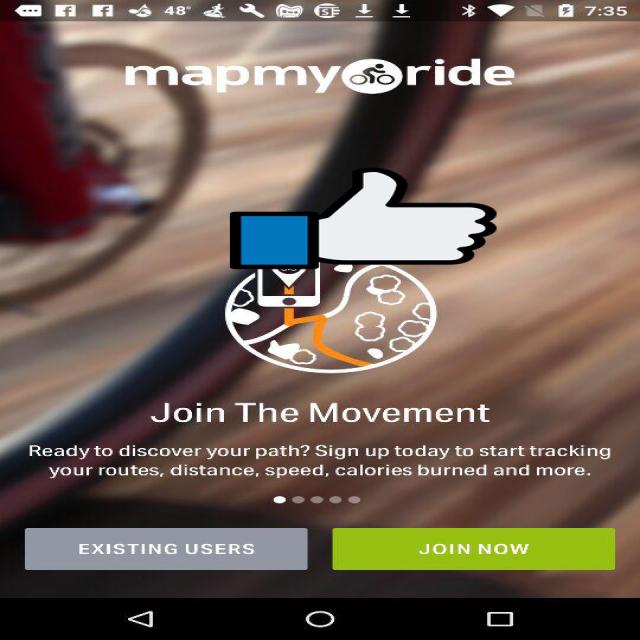 48° 7:35
mapmyride
Join The Movement
Ready to discover your path? Sign up today to start tracking
your routes, distance, speed, calories burned and more.
EXISTING USERS JOIN NOW